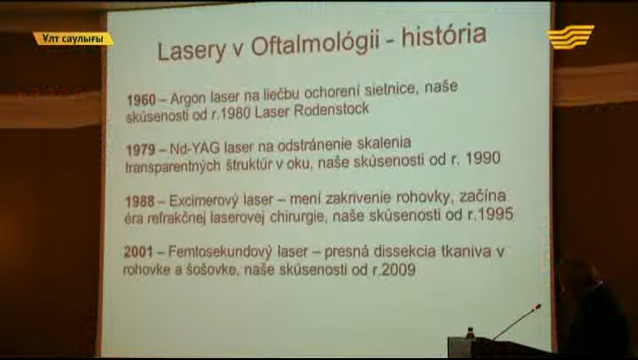 Ұлт саулығы
Lasery v Oftalmológii - história
1960 – Argon laser na liečbu ochorení sietnice, naše
skúsenosti od r.1980 Laser Rodenstock
1979 – Nd-YAG laser na odstránenie skalenia
transparentných štruktúr v oku, naše skúsenosti od r. 1990
1988 – Excimerový laser – mení zakrivenie rohovky, začína
éra refrakčnej laserovej chirurgie, naše skúsenosti od r.1995
2001 – Femtosekundový laser – presná dissekcia tkaniva v
rohovke a šošovke, naše skúsenosti od r.2009